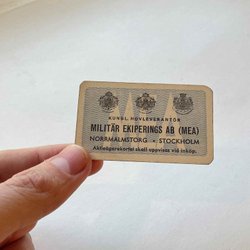 KUNGL. HOVLEVERANTÖR
MILITÄR EKIPERINGS AB (MEA)
NORRMALMSTORG • STOCKHOLM
Aktieägarekortet skall uppvisas vid inköp.